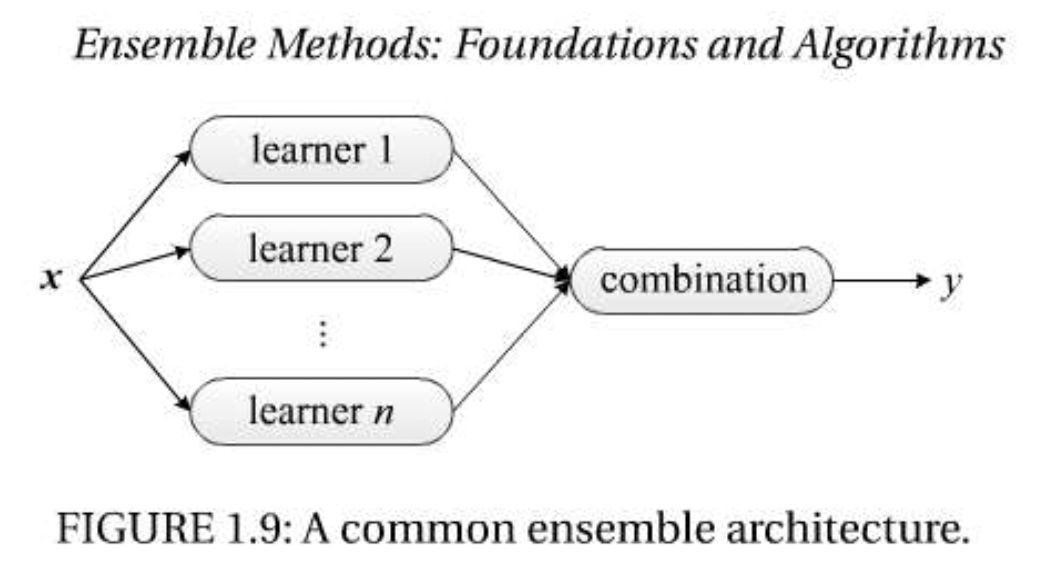 Ensemble Methods: Foundations and Algorithms
learner 1
learner 2
x
combination
y
⋮
learner n
FIGURE 1.9: A common ensemble architecture.